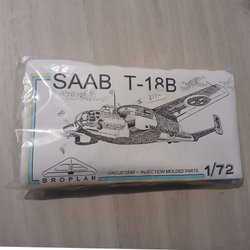 SAAB T-18B
BROPLAN
VACUFORM + INJECTION MOLDED PARTS
1/72